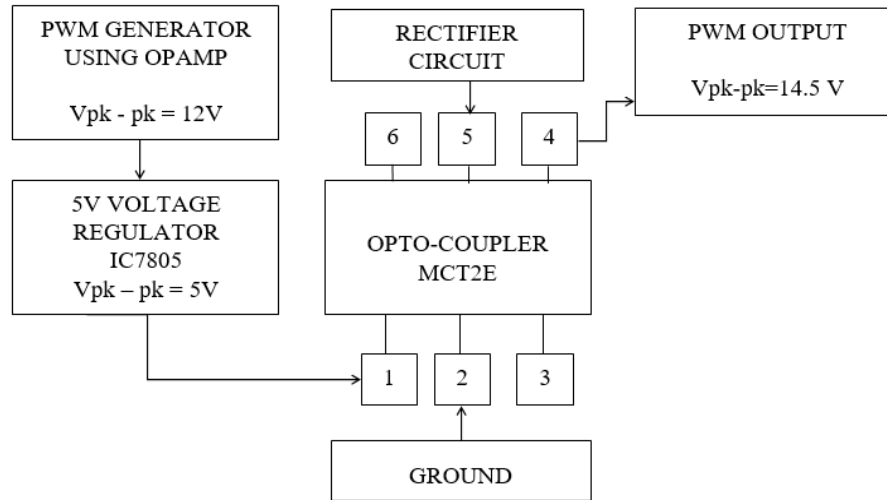 PWM GENERATOR
USING OPAMP
Vpk - pk = 12V
RECTIFIER
CIRCUIT
PWM OUTPUT
Vpk-pk=14.5 V
6
5
4
5V VOLTAGE
REGULATOR
IC7805
Vpk – pk = 5V
OPTO-COUPLER
MCT2E
1
2
3
GROUND